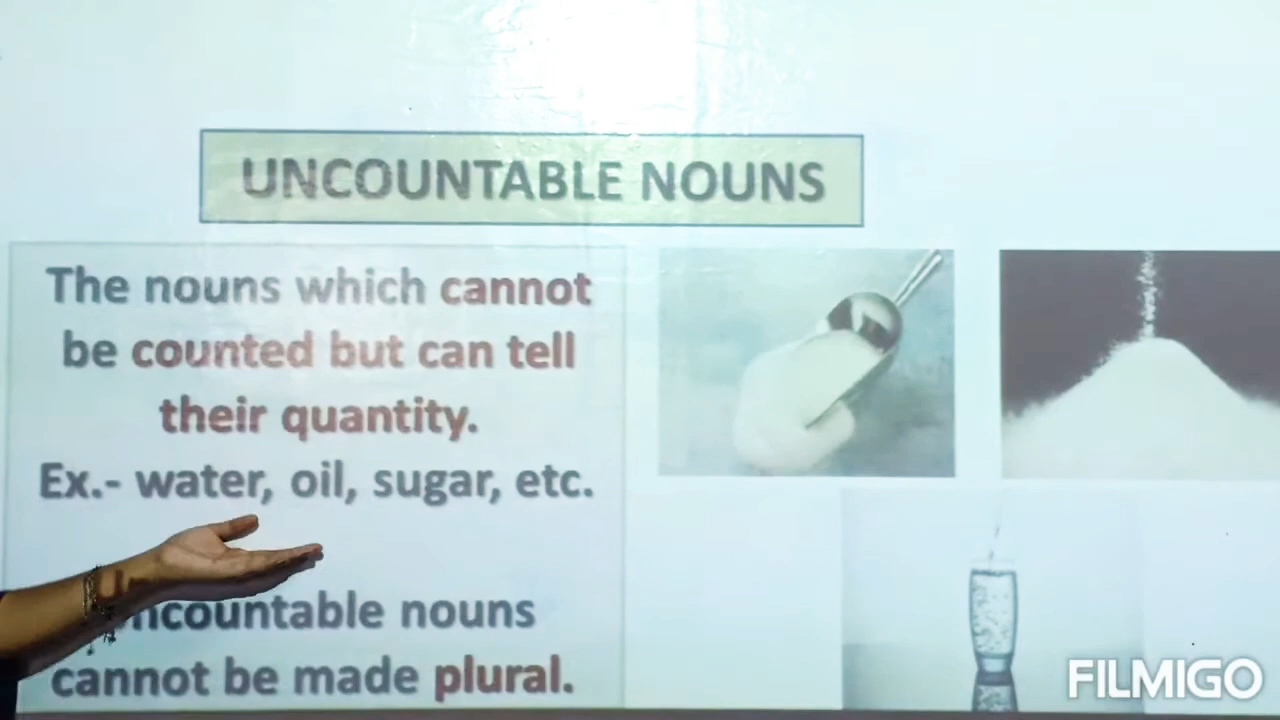 UNCOUNTABLE NOUNS
The nouns which cannot
be counted but can tell
their quantity.
Ex.- water, oil, sugar, etc.
ncountable nouns
cannot be made plural.
FILMIGO